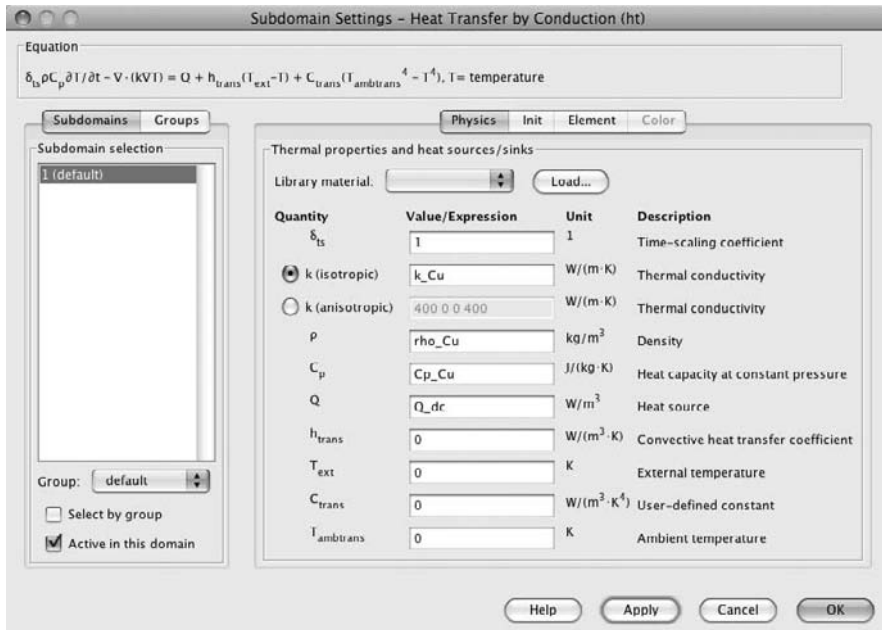 Subdomain Settings – Heat Transfer by Conduction (ht)
Equation
δtsρCp∂T/∂t – ∇·(k∇T) = Q + htrans(Text–T) + Ctrans(Tambtrans⁴ – T⁴), T= temperature
Subdomains Groups
Physics Init Element Color
Subdomain selection
1 (default)
Group: default
Select by group
Active in this domain
Thermal properties and heat sources/sinks
Library material: Load...
Quantity Value/Expression Unit Description
δts 1 1 Time–scaling coefficient
k (isotropic) k_Cu W/(m·K) Thermal conductivity
k (anisotropic) 400 0 0 400 W/(m·K) Thermal conductivity
ρ rho_Cu kg/m³ Density
Cp Cp_Cu J/(kg·K) Heat capacity at constant pressure
Q Q_dc W/m³ Heat source
htrans 0 W/(m³·K) Convective heat transfer coefficient
Text 0 K External temperature
Ctrans 0 W/(m³·K⁴) User–defined constant
Tambtrans 0 K Ambient temperature
Help Apply Cancel OK